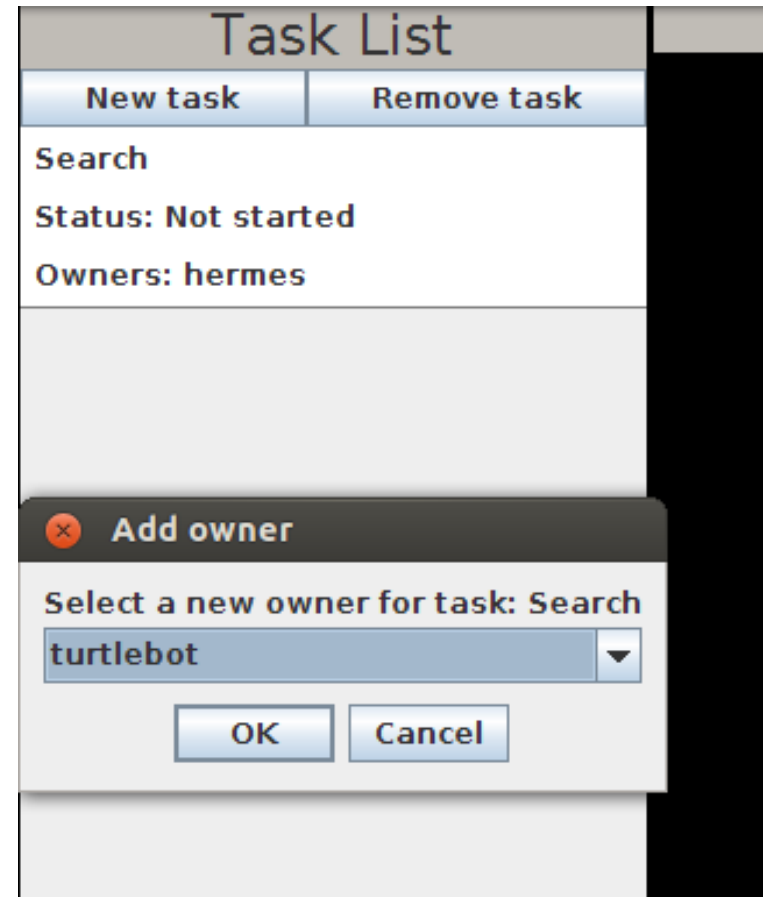 Task List
New task Remove task
Search
Status: Not started
Owners: hermes
Add owner
Select a new owner for task: Search
turtlebot
OK Cancel